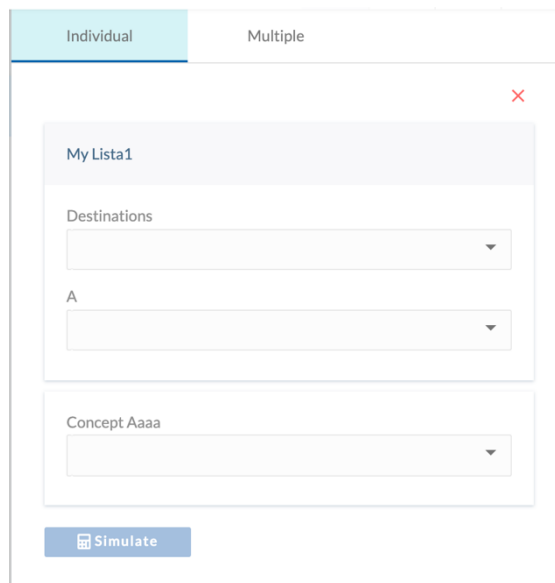 Individual
Multiple
My Lista1
Destinations
A
Concept Aaaa
Simulate